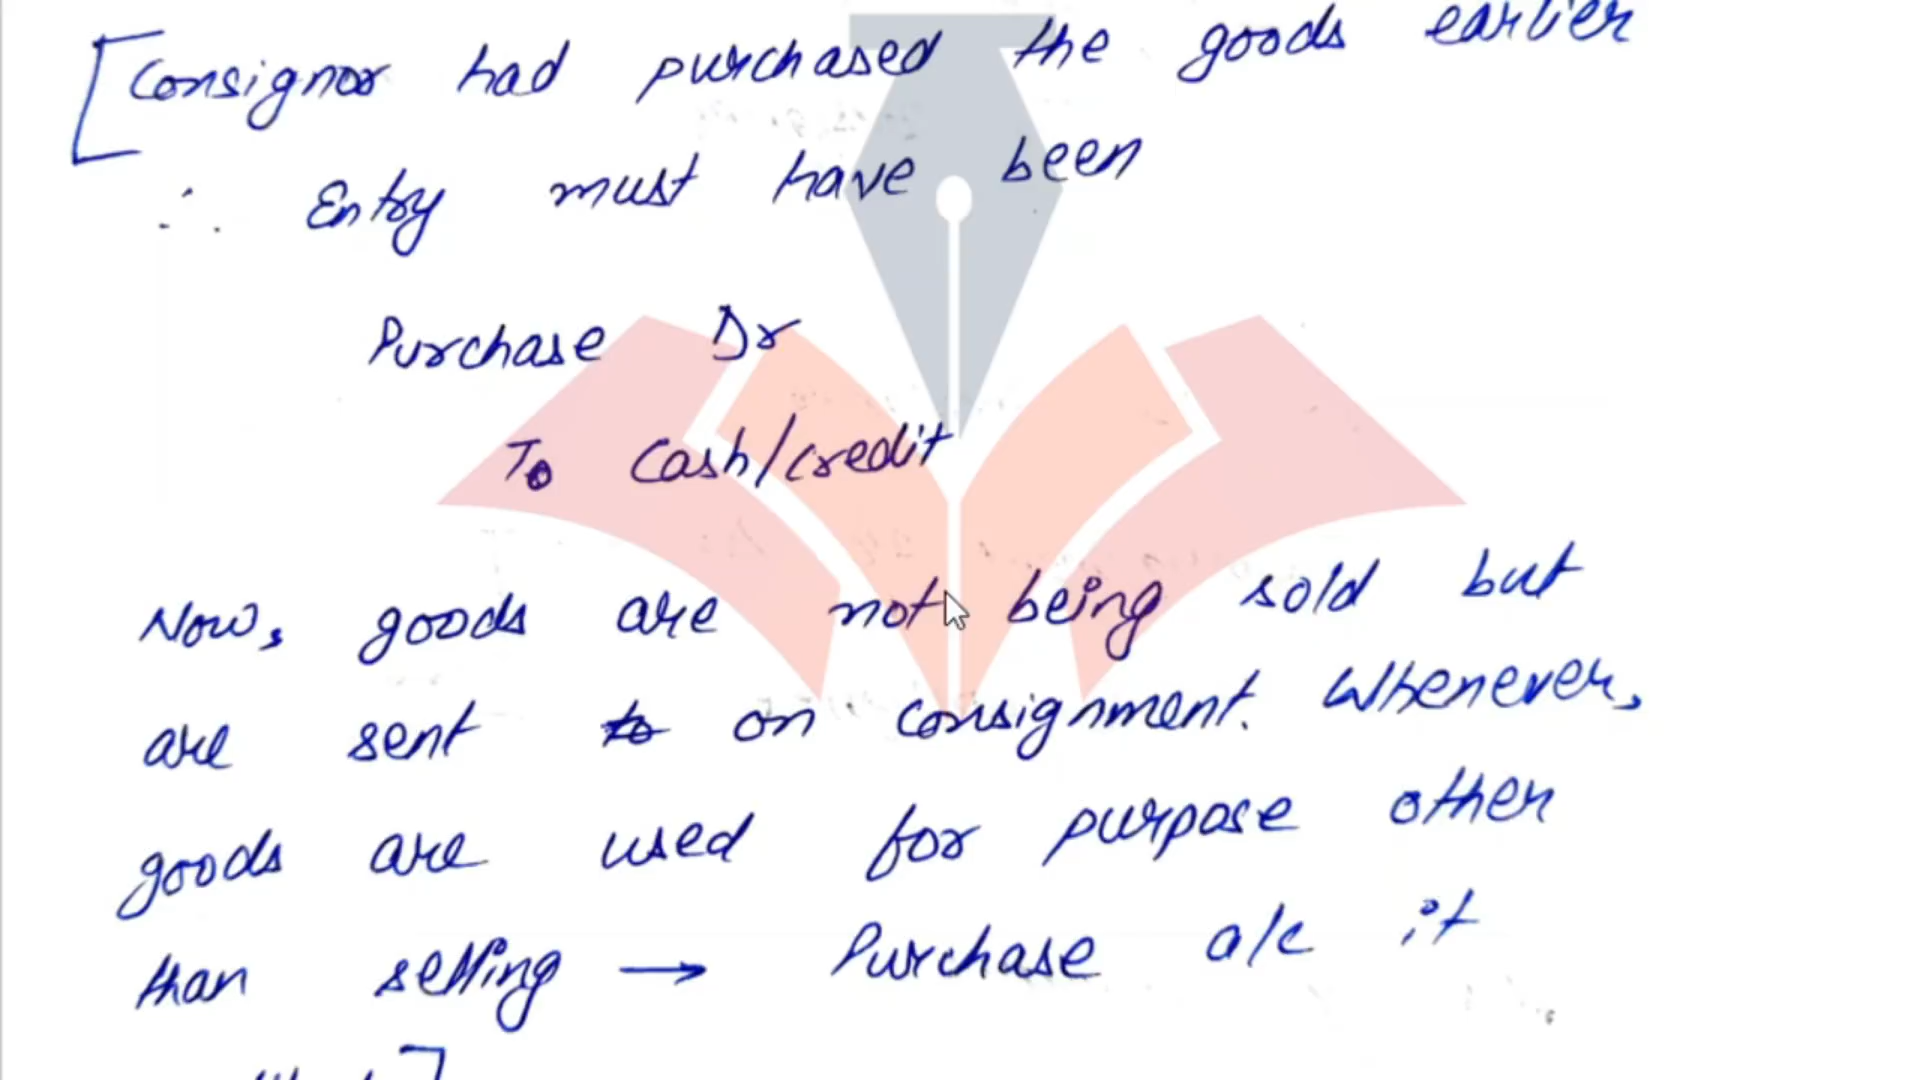 [Consignor had purchased the goods earlier
∴ Entry must have been
Purchase Dr
To Cash/credit
Now, goods are not being sold but
are sent to on consignment. Whenever,
goods are used for purpose other
than selling → Purchase a/c it
]